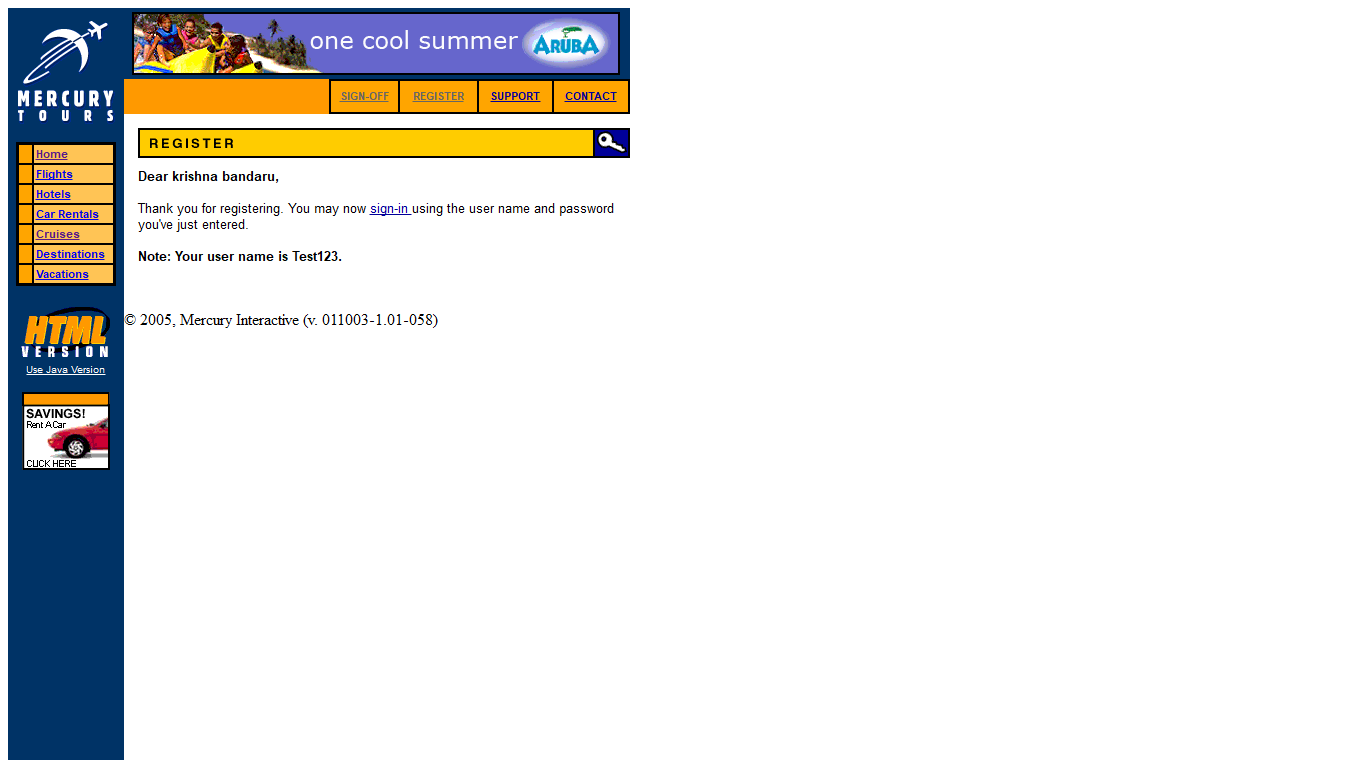 one cool summer ARUBA
MERCURY
TOURS
SIGN-OFF REGISTER SUPPORT CONTACT
REGISTER
Home
Flights
Hotels
Car Rentals
Cruises
Destinations
Vacations
Dear krishna bandaru,
Thank you for registering. You may now sign-in using the user name and password
you've just entered.
Note: Your user name is Test123.
© 2005, Mercury Interactive (v. 011003-1.01-058)
HTML
VERSION
Use Java Version
SAVINGS!
Rent A Car
CLICK HERE